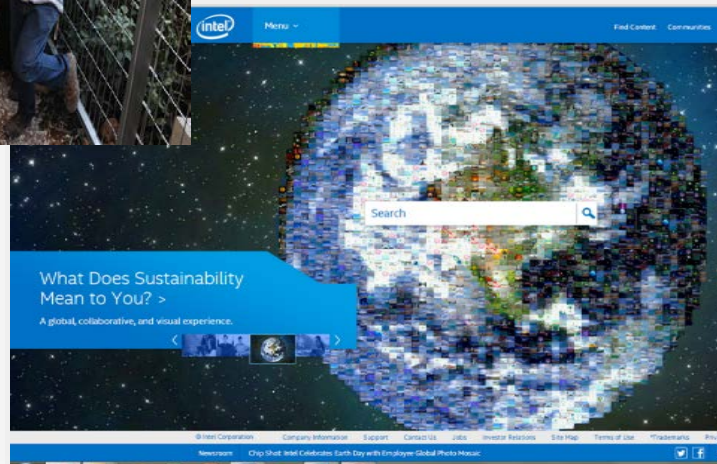 intel Menu Find Content Communities
Search
What Does Sustainability
Mean to You? >
A global, collaborative, and visual experience.
© Intel Corporation Company Information Support Contact Us Jobs Investor Relations Site Map Terms of Use *Trademarks
Newsroom Chip Shot: Intel Celebrates Earth Day with Employee Global Photo Mosaic